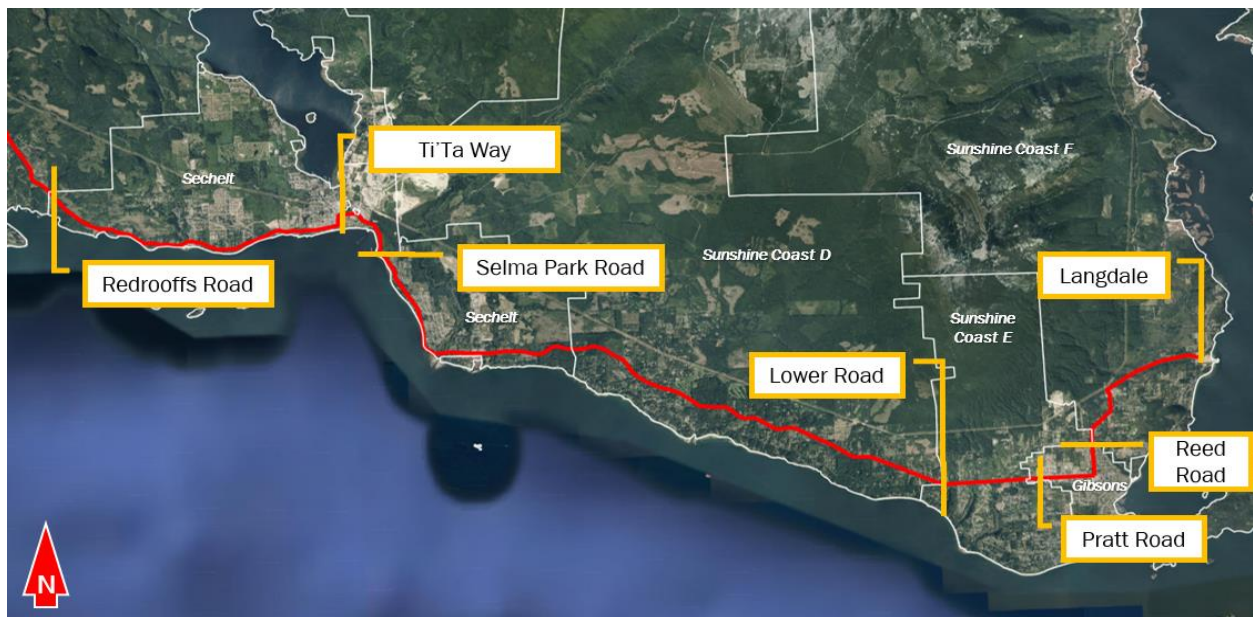 Ti'Ta Way
Sunshine Coast F
Sechelt
Sunshine Coast D
Selma Park Road
Redrooffs Road
Langdale
Sechelt
Sunshine
Coast E
Lower Road
Reed
Road
Gibsons
Pratt Road
N